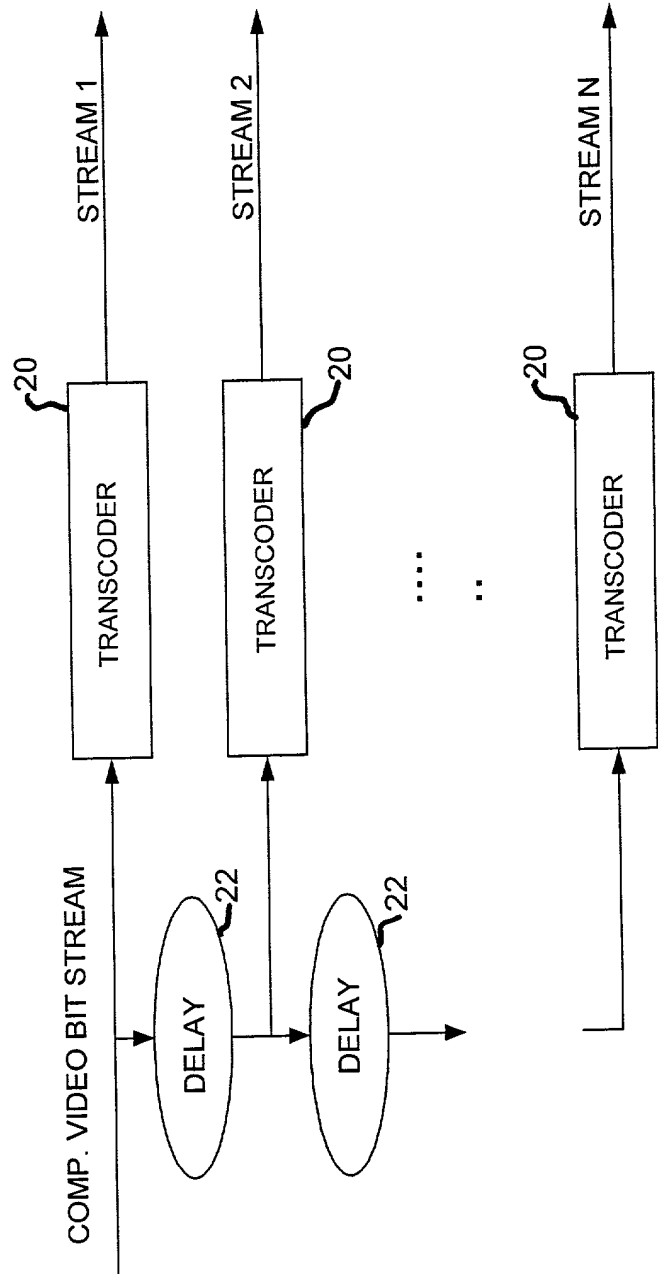 COMP. VIDEO BIT STREAM
20
TRANSCODER
STREAM 1
DELAY
22
TRANSCODER
20
STREAM 2
DELAY
22
.... ..
20
TRANSCODER
STREAM N